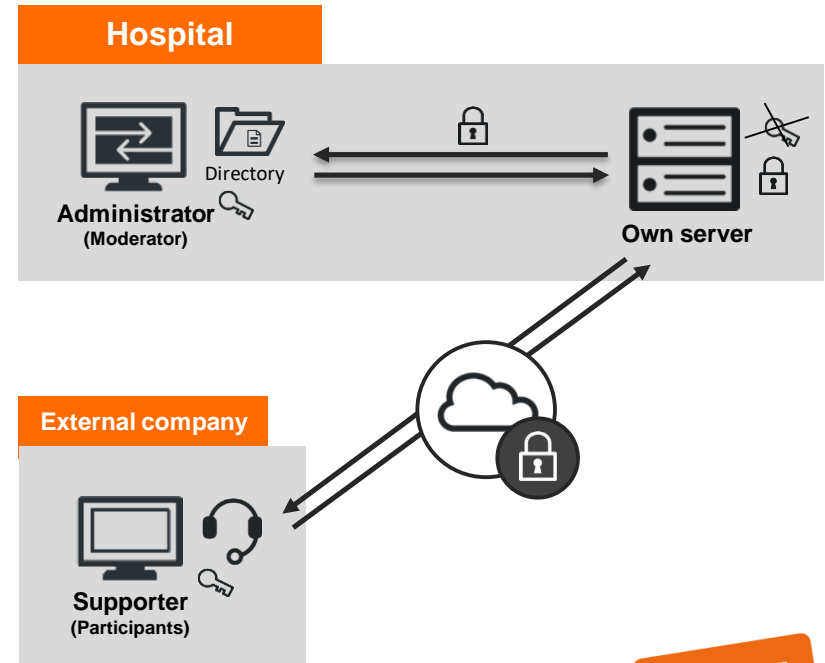 Hospital
Directory
Administrator
(Moderator)
Own server
External company
Supporter
(Participants)